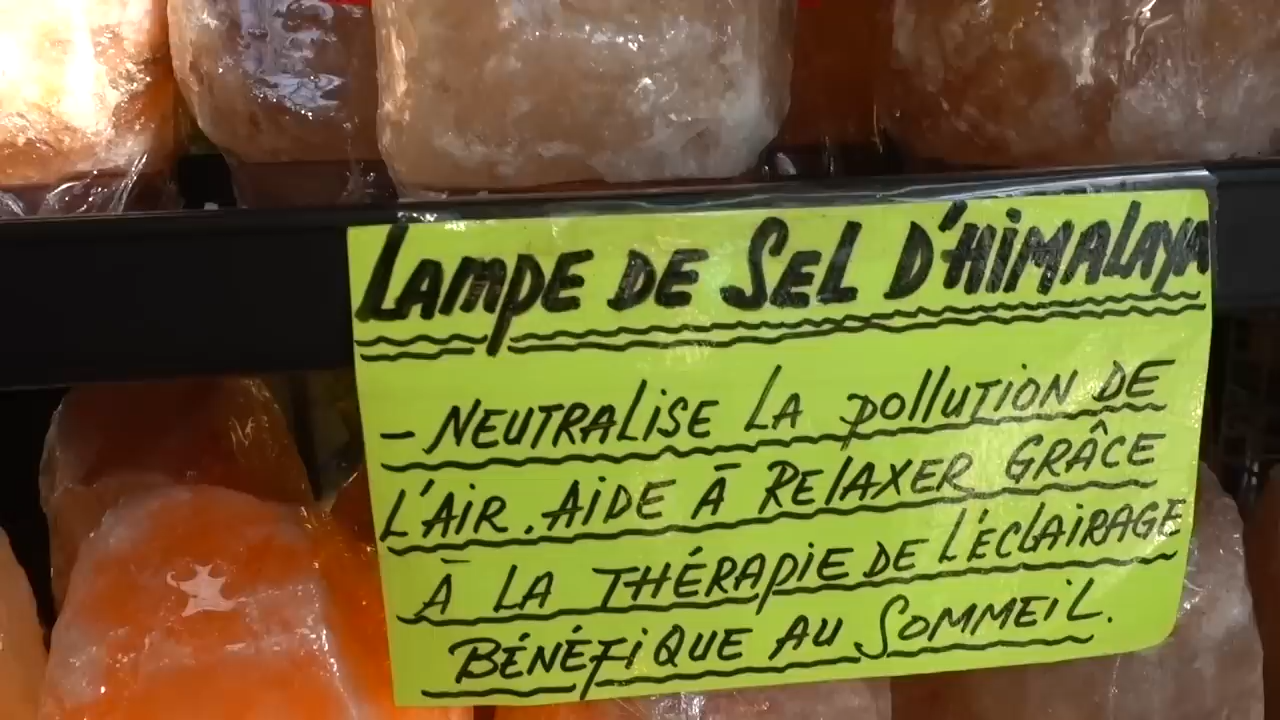 LAMPE DE SEL D'HIMALAYA
- NEUTRALISE LA POLLUTION DE
L'AIR. AIDE À RELAXER GRÂCE
À LA THÉRAPIE DE L'ÉCLAIRAGE
BÉNÉFIQUE AU SOMMEIL.